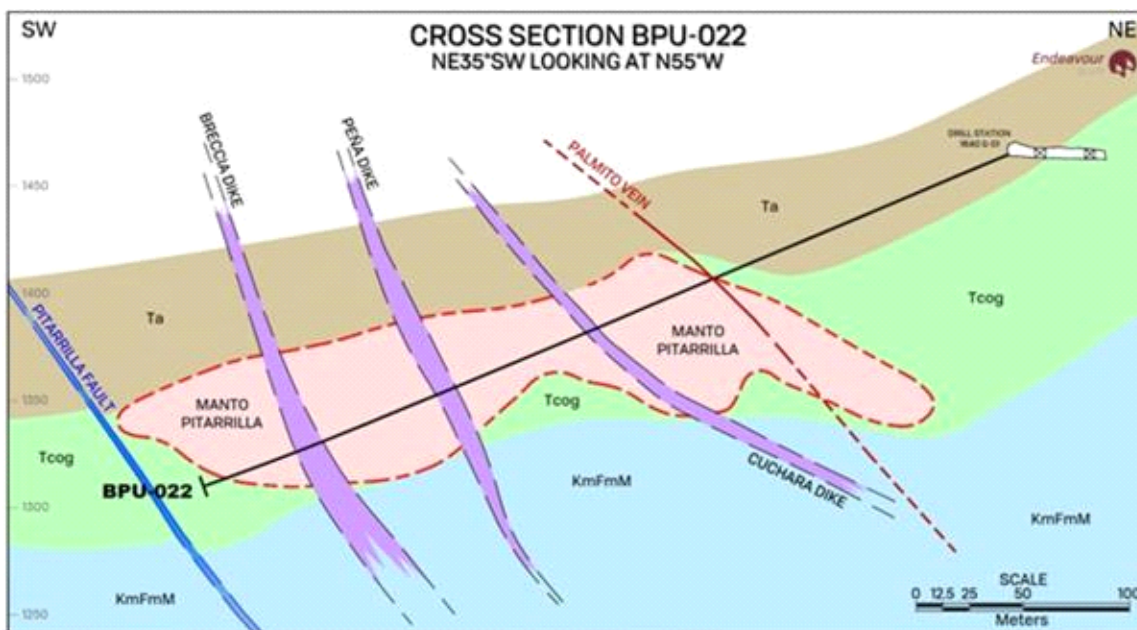 SW
CROSS SECTION BPU-022
NE35°SW LOOKING AT N55°W
NE
Endeavour
1500
BRECCIA DIKE
PEÑA DIKE
PALMITO VEIN
DRILL STATION
1450
Ta
1400
Ta
Tcog
PITARRILLA FAULT
MANTO
PITARRILLA
1350
MANTO
PITARRILLA
Tcog
Tcog
CUCHARA DIKE
BPU-022
KmFmM
1300
KmFmM
KmFmM
SCALE
0 12.5 25 50 100
Meters
1250